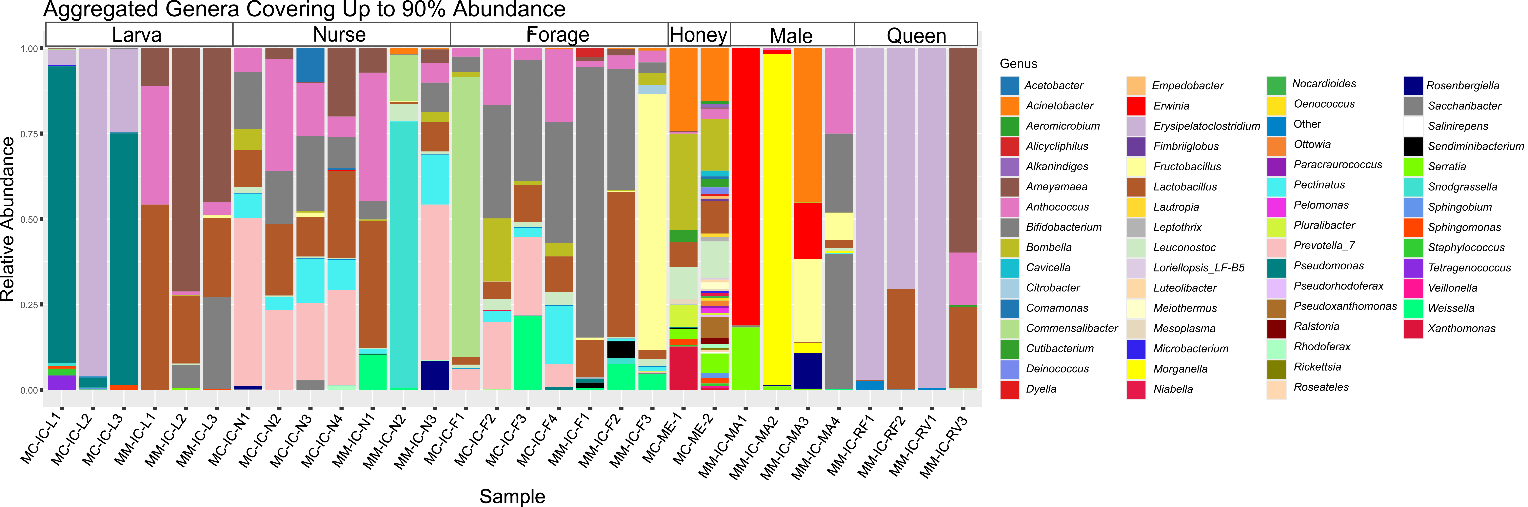 Aggregated Genera Covering Up to 90% Abundance
Larva Nurse Forage Honey Male Queen
Relative Abundance
1.00
0.75
0.50
0.25
0.00
MC-IC-L1
MC-IC-L2
MC-IC-L3
MM-IC-L1
MM-IC-L2
MM-IC-L3
MC-IC-N1
MC-IC-N2
MC-IC-N3
MC-IC-N4
MM-IC-N1
MM-IC-N2
MM-IC-N3
MC-IC-F1
MC-IC-F2
MC-IC-F3
MC-IC-F4
MM-IC-F1
MM-IC-F2
MM-IC-F3
MC-ME-1
MC-ME-2
MM-IC-MA1
MM-IC-MA2
MM-IC-MA3
MM-IC-MA4
MM-IC-RF1
MM-IC-RF2
MM-IC-RV1
MM-IC-RV3
Sample
Genus
Acetobacter
Acinetobacter
Aeromicrobium
Alicycliphilus
Alkanindiges
Ameyamaea
Anthococcus
Bifidobacterium
Bombella
Cavicella
Citrobacter
Comamonas
Commensalibacter
Cutibacterium
Deinococcus
Dyella
Empedobacter
Erwinia
Erysipelatoclostridium
Fimbriiglobus
Fructobacillus
Lactobacillus
Lautropia
Leptothrix
Leuconostoc
Loriellopsis_LF-B5
Luteolibacter
Meiothermus
Mesoplasma
Microbacterium
Morganella
Niabella
Nocardioides
Oenococcus
Other
Ottowia
Paracraurococcus
Pectinatus
Pelomonas
Pluralibacter
Prevotella_7
Pseudomonas
Pseudorhodoferax
Pseudoxanthomonas
Ralstonia
Rhodoferax
Rickettsia
Roseateles
Rosenbergiella
Saccharibacter
Salinirepens
Sendiminibacterium
Serratia
Snodgrassella
Sphingobium
Sphingomonas
Staphylococcus
Tetragenococcus
Veillonella
Weissella
Xanthomonas